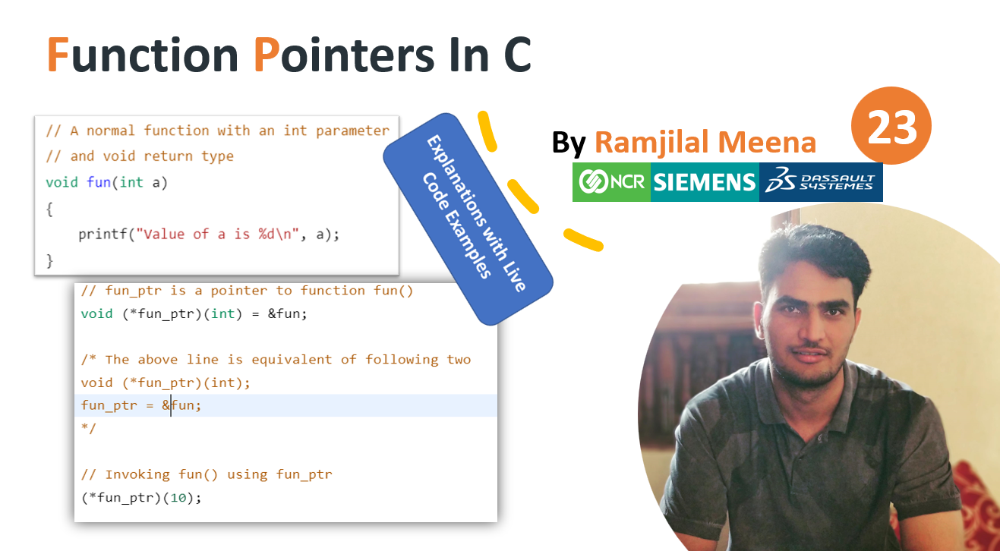 Function Pointers In C
// A normal function with an int parameter
// and void return type
void fun(int a)
{
    printf("Value of a is %d\n", a);
}
// fun_ptr is a pointer to function fun()
void (*fun_ptr)(int) = &fun;
/* The above line is equivalent of following two
void (*fun_ptr)(int);
fun_ptr = &fun;
*/
// Invoking fun() using fun_ptr
(*fun_ptr)(10);
Explanations with Live
Code Examples
By Ramjilal Meena
23
NCR SIEMENS DASSAULT
SYSTEMES